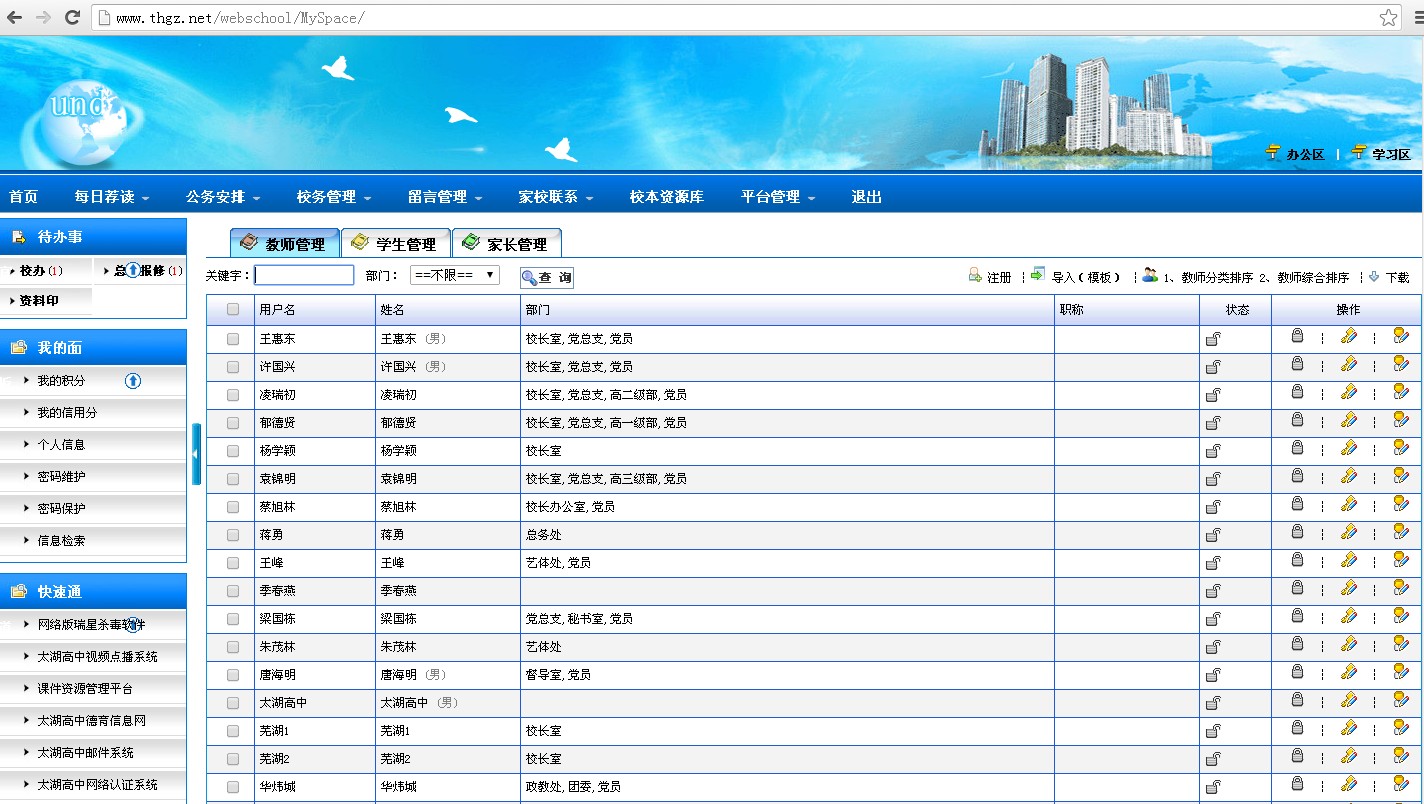 www.thgz.net/webschool/MySpace/
und
办公区 | 学习区
首页 每日荐读 公务安排 校务管理 留言管理 家校联系 校本资源库 平台管理 退出
待办事
校办(1) 报修(1)
资料印
我的面
我的积分
我的信用分
个人信息
密码维护
密码保护
信息检索
快速通
网络版瑞星杀毒软件
太湖高中视频点播系统
课件资源管理平台
太湖高中德育信息网
太湖高中邮件系统
太湖高中网络认证系统
教师管理 学生管理 家长管理
关键字: 部门: ==不限== 查 询 注册 ¦ 导入(模板) ¦ 1、教师分类排序 2、教师综合排序 ¦ 下载
用户名 姓名 部门 职称 状态 操作
王惠东 王惠东 (男) 校长室,党总支,党员
许国兴 许国兴 (男) 校长室,党总支,党员
凌瑞初 凌瑞初 校长室,党总支,高二级部,党员
郁德贤 郁德贤 校长室,党总支,高一级部,党员
杨学颖 杨学颖 校长室
袁锦明 袁锦明 校长室,党总支,高三级部,党员
蔡旭林 蔡旭林 校长办公室,党员
蒋勇 蒋勇 总务处
王峰 王峰 艺体处,党员
季春燕 季春燕
梁国栋 梁国栋 党总支,秘书室,党员
朱茂林 朱茂林 艺体处
唐海明 唐海明 (男) 督导室,党员
太湖高中 太湖高中 (男)
芜湖1 芜湖1 校长室
芜湖2 芜湖2 校长室
华炜城 华炜城 政教处,团委,党员